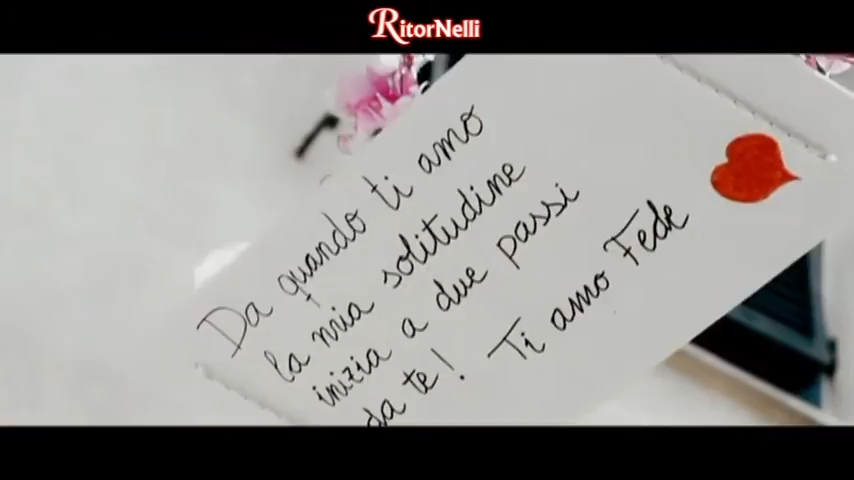 RitorNelli
Da quando ti amo
la mia solitudine
inizia a due passi
da te! Ti amo Fede